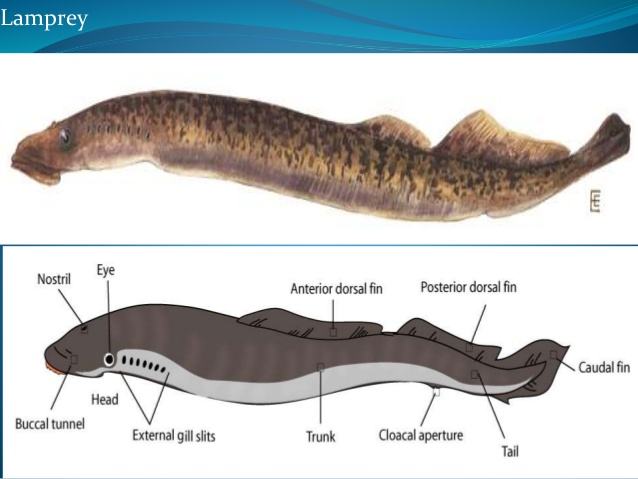 Lamprey
Nostril
Eye
Anterior dorsal fin
Posterior dorsal fin
Caudal fin
Buccal tunnel
Head
External gill slits
Trunk
Cloacal aperture
Tail